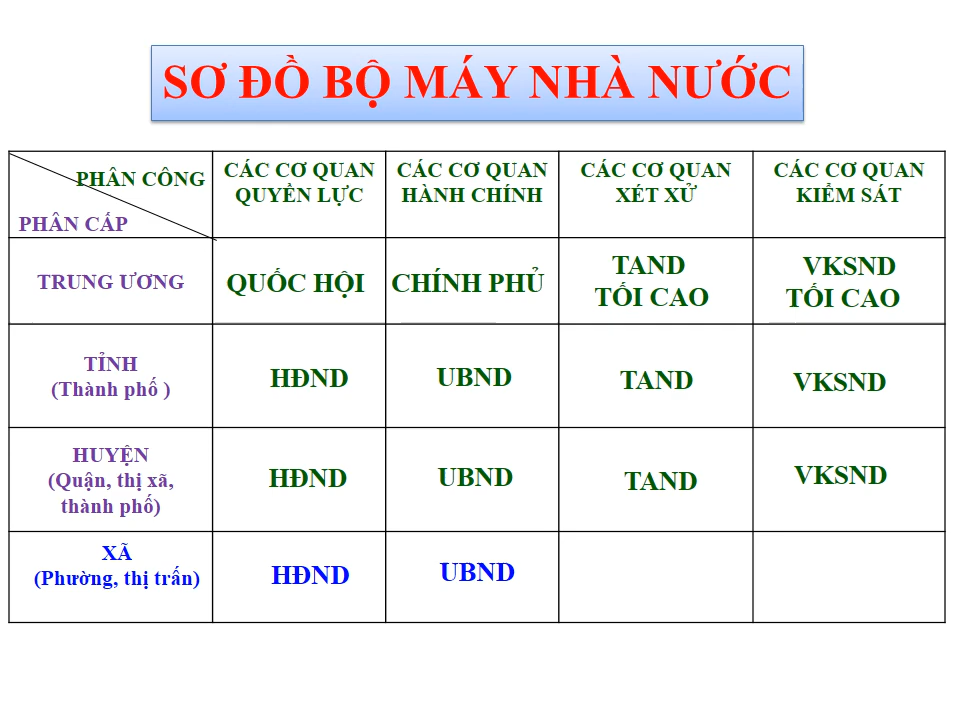 SƠ ĐỒ BỘ MÁY NHÀ NƯỚC
PHÂN CÔNG
PHÂN CẤP
CÁC CƠ QUAN
QUYỀN LỰC
CÁC CƠ QUAN
HÀNH CHÍNH
CÁC CƠ QUAN
XÉT XỬ
CÁC CƠ QUAN
KIỂM SÁT
TRUNG ƯƠNG
QUỐC HỘI
CHÍNH PHỦ
TAND
TỐI CAO
VKSND
TỐI CAO
TỈNH
(Thành phố )
HĐND
UBND
TAND
VKSND
HUYỆN
(Quận, thị xã,
thành phố)
HĐND
UBND
TAND
VKSND
XÃ
(Phường, thị trấn)
HĐND
UBND